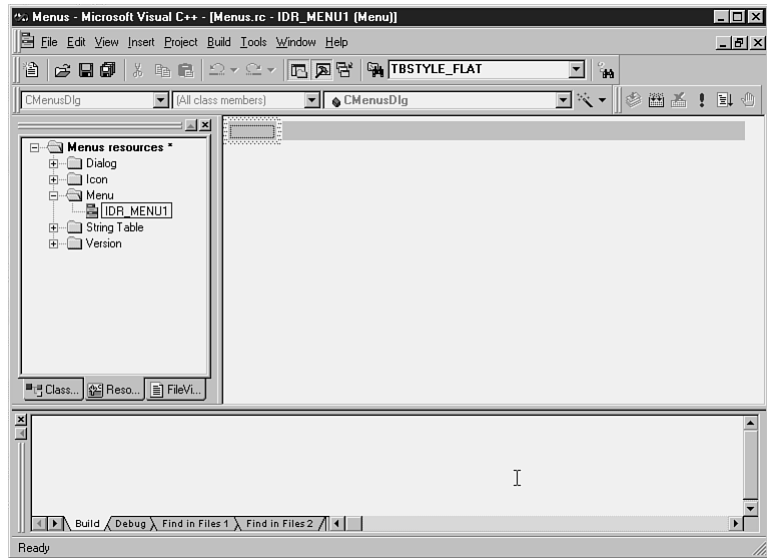 Menus - Microsoft Visual C++ - [Menus.rc - IDR_MENU1 (Menu)]
File Edit View Insert Project Build Tools Window Help
TBSTYLE_FLAT
CMenusDlg (All class members) CMenusDlg
Menus resources *
Dialog
Icon
Menu
IDR_MENU1
String Table
Version
Class... Reso... FileVi...
Build Debug Find in Files 1 Find in Files 2
Ready